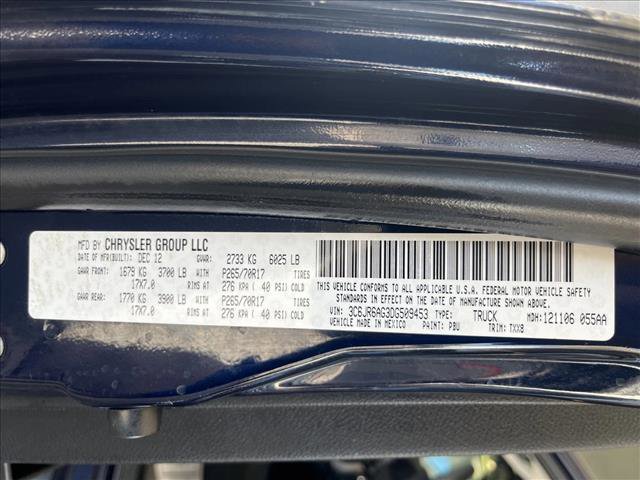 MFD BY CHRYSLER GROUP LLC
DATE OF MFR(BUILT): DEC 12 GVWR: 2733 KG 6025 LB
GAWR FRONT: 1679 KG 3700 LB WITH P265/70R17 TIRES
17X7.0 RIMS AT 276 KPA ( 40 PSI) COLD
GAWR REAR: 1770 KG 3900 LB WITH P265/70R17 TIRES
17X7.0 RIMS AT 276 KPA ( 40 PSI) COLD
THIS VEHICLE CONFORMS TO ALL APPLICABLE U.S.A. FEDERAL MOTOR VEHICLE SAFETY
STANDARDS IN EFFECT ON THE DATE OF MANUFACTURE SHOWN ABOVE.
VIN: 3C6JR6AG3DG509453 TYPE: TRUCK MDH: 121106 055AA
VEHICLE MADE IN MEXICO PAINT: PBU TRIM: TXX8